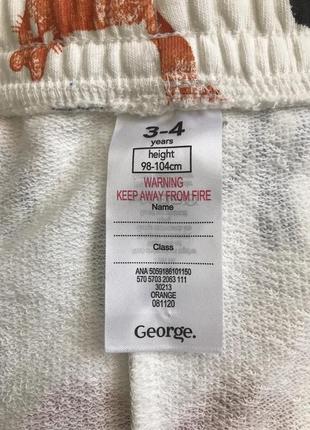 3-4
years
height
98-104cm
WARNING
KEEP AWAY FROM FIRE
Name
Class
ANA 5059186101150
570 5703 2063 111
30213
ORANGE
081120
George.